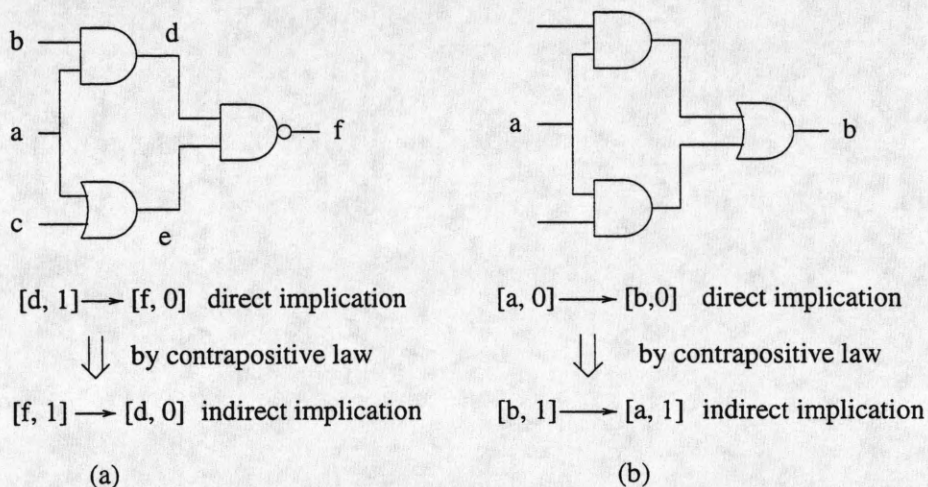 b
d
a
f
c
e
a
b
[d, 1] → [f, 0] direct implication
by contrapositive law
[f, 1] → [d, 0] indirect implication
(a)
[a, 0] → [b,0] direct implication
by contrapositive law
[b, 1] → [a, 1] indirect implication
(b)